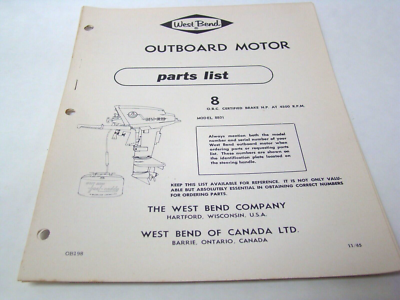 West Bend
OUTBOARD MOTOR
parts list
8
O.B.C. CERTIFIED BRAKE H.P. AT 4500 R.P.M.
MODEL 8801
Always mention both the model
number and serial number of your
West Bend outboard motor when
ordering parts or requesting parts
list. These numbers are shown on
the identification plate located on
the steering handle.
KEEP THIS LIST AVAILABLE FOR REFERENCE. IT IS NOT ONLY VALU-
ABLE BUT ABSOLUTELY ESSENTIAL IN OBTAINING CORRECT NUMBERS
FOR ORDERING PARTS.
THE WEST BEND COMPANY
HARTFORD, WISCONSIN, U.S.A.
WEST BEND OF CANADA LTD.
BARRIE, ONTARIO, CANADA
OB198